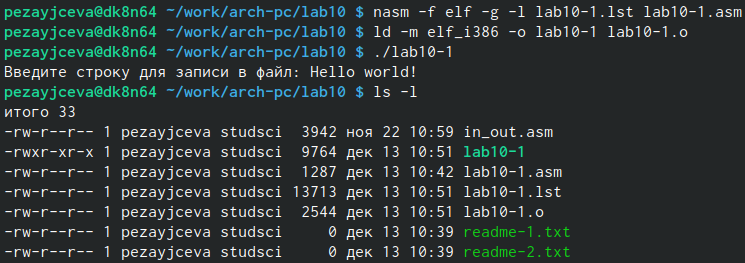 pezayjceva@dk8n64 ~/work/arch-pc/lab10 $ nasm -f elf -g -l lab10-1.lst lab10-1.asm
pezayjceva@dk8n64 ~/work/arch-pc/lab10 $ ld -m elf_i386 -o lab10-1 lab10-1.o
pezayjceva@dk8n64 ~/work/arch-pc/lab10 $ ./lab10-1
Введите строку для записи в файл: Hello world!
pezayjceva@dk8n64 ~/work/arch-pc/lab10 $ ls -l
итого 33
-rw-r--r-- 1 pezayjceva studsci  3942 ноя 22 10:59 in_out.asm
-rwxr-xr-x 1 pezayjceva studsci  9764 дек 13 10:51 lab10-1
-rw-r--r-- 1 pezayjceva studsci  1287 дек 13 10:42 lab10-1.asm
-rw-r--r-- 1 pezayjceva studsci 13713 дек 13 10:51 lab10-1.lst
-rw-r--r-- 1 pezayjceva studsci  2544 дек 13 10:51 lab10-1.o
-rw-r--r-- 1 pezayjceva studsci     0 дек 13 10:39 readme-1.txt
-rw-r--r-- 1 pezayjceva studsci     0 дек 13 10:39 readme-2.txt